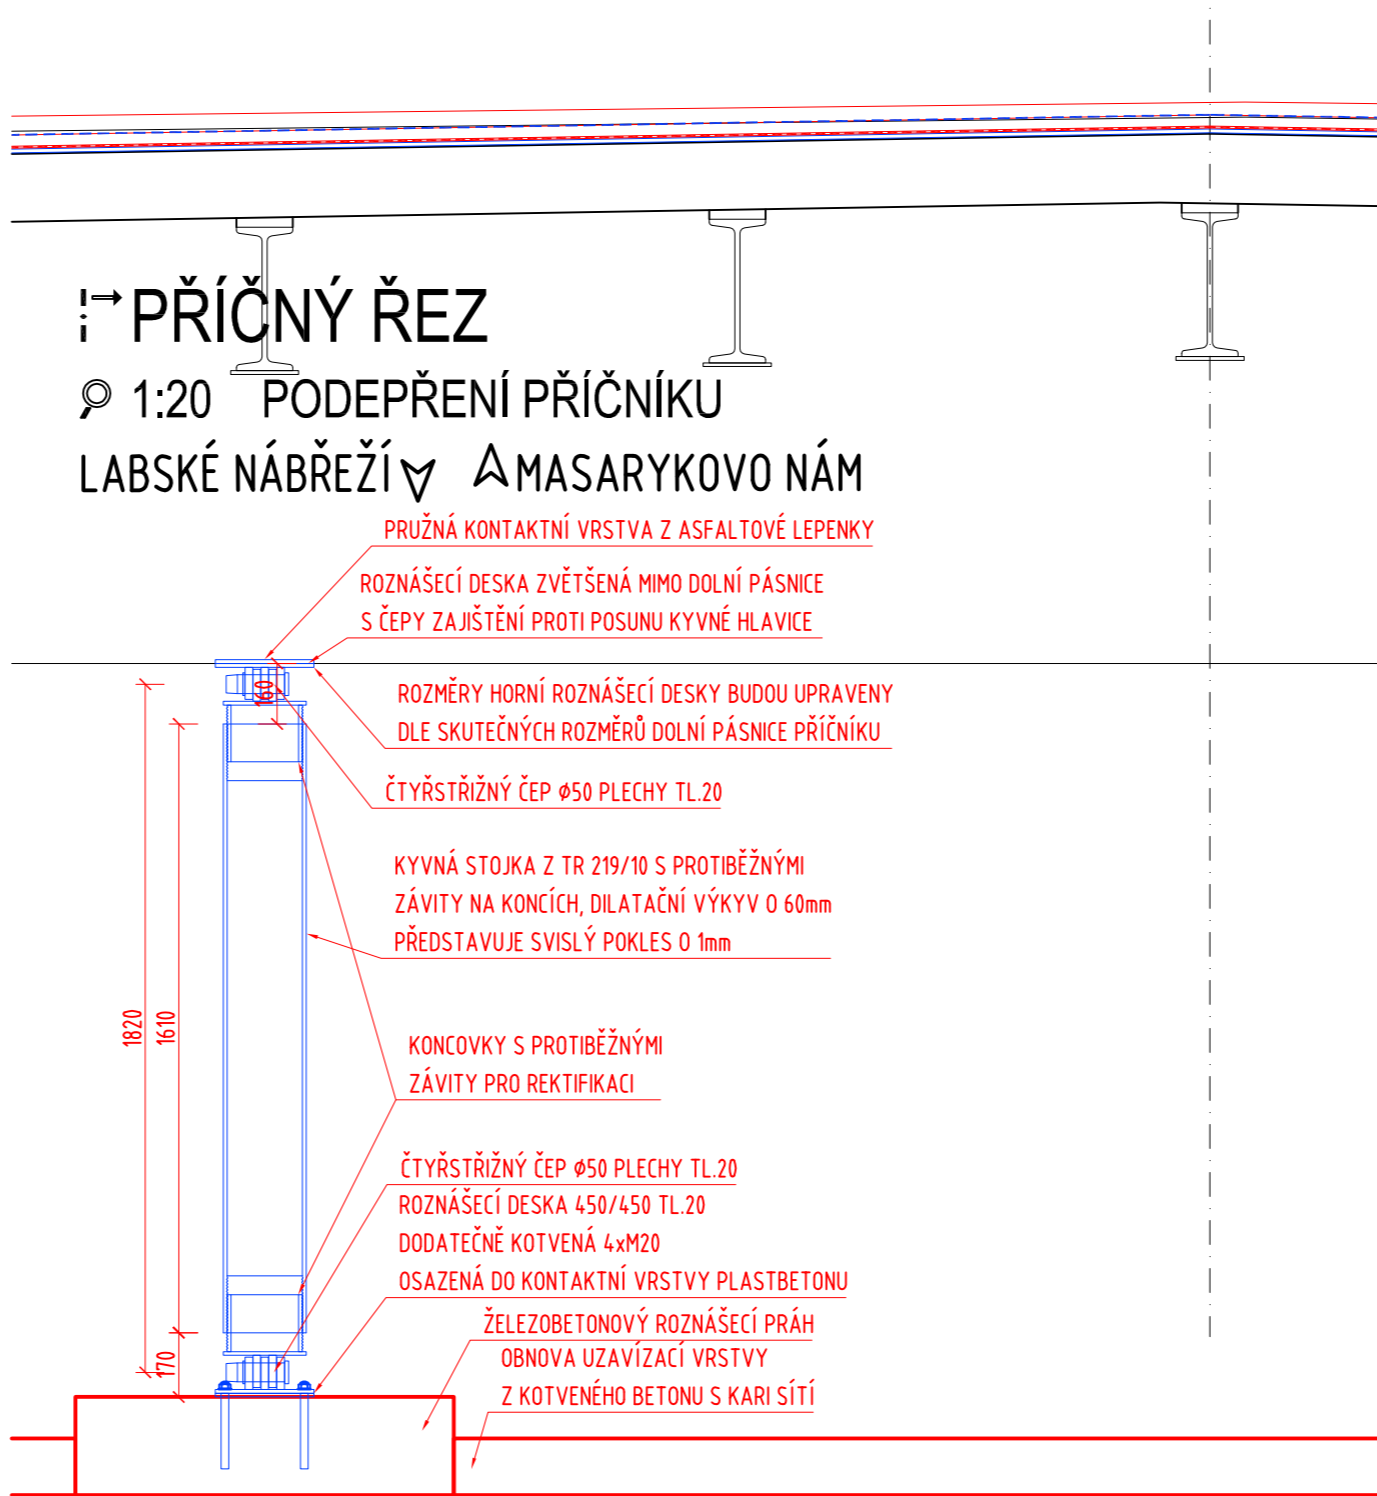 PŘÍČNÝ ŘEZ
1:20 PODEPŘENÍ PŘÍČNÍKU
LABSKÉ NÁBŘEŽÍ MASARYKOVO NÁM
PRUŽNÁ KONTAKTNÍ VRSTVA Z ASFALTOVÉ LEPENKY
ROZNÁŠECÍ DESKA ZVĚTŠENÁ MIMO DOLNÍ PÁSNICE
S ČEPY ZAJIŠTĚNÍ PROTI POSUNU KYVNÉ HLAVICE
160
ROZMĚRY HORNÍ ROZNÁŠECÍ DESKY BUDOU UPRAVENY
DLE SKUTEČNÝCH ROZMĚRŮ DOLNÍ PÁSNICE PŘÍČNÍKU
ČTYŘSTŘIŽNÝ ČEP ø50 PLECHY TL.20
KYVNÁ STOJKA Z TR 219/10 S PROTIBĚŽNÝMI
ZÁVITY NA KONCÍCH, DILATAČNÍ VÝKYV O 60mm
PŘEDSTAVUJE SVISLÝ POKLES O 1mm
1820
1610
KONCOVKY S PROTIBĚŽNÝMI
ZÁVITY PRO REKTIFIKACI
ČTYŘSTŘIŽNÝ ČEP ø50 PLECHY TL.20
ROZNÁŠECÍ DESKA 450/450 TL.20
DODATEČNĚ KOTVENÁ 4xM20
OSAZENÁ DO KONTAKTNÍ VRSTVY PLASTBETONU
ŽELEZOBETONOVÝ ROZNÁŠECÍ PRÁH
170
OBNOVA UZAVÍZACÍ VRSTVY
Z KOTVENÉHO BETONU S KARI SÍTÍ